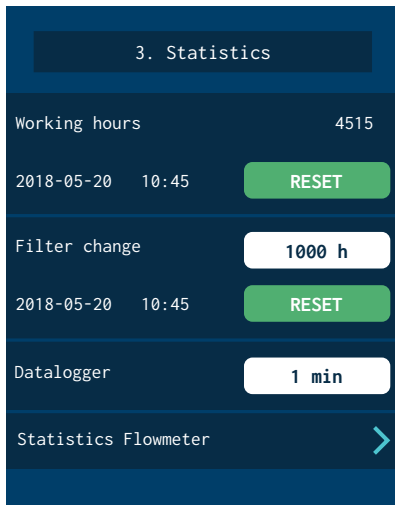 3. Statistics
Working hours 4515
2018-05-20 10:45 RESET
Filter change 1000 h
2018-05-20 10:45 RESET
Datalogger 1 min
Statistics Flowmeter